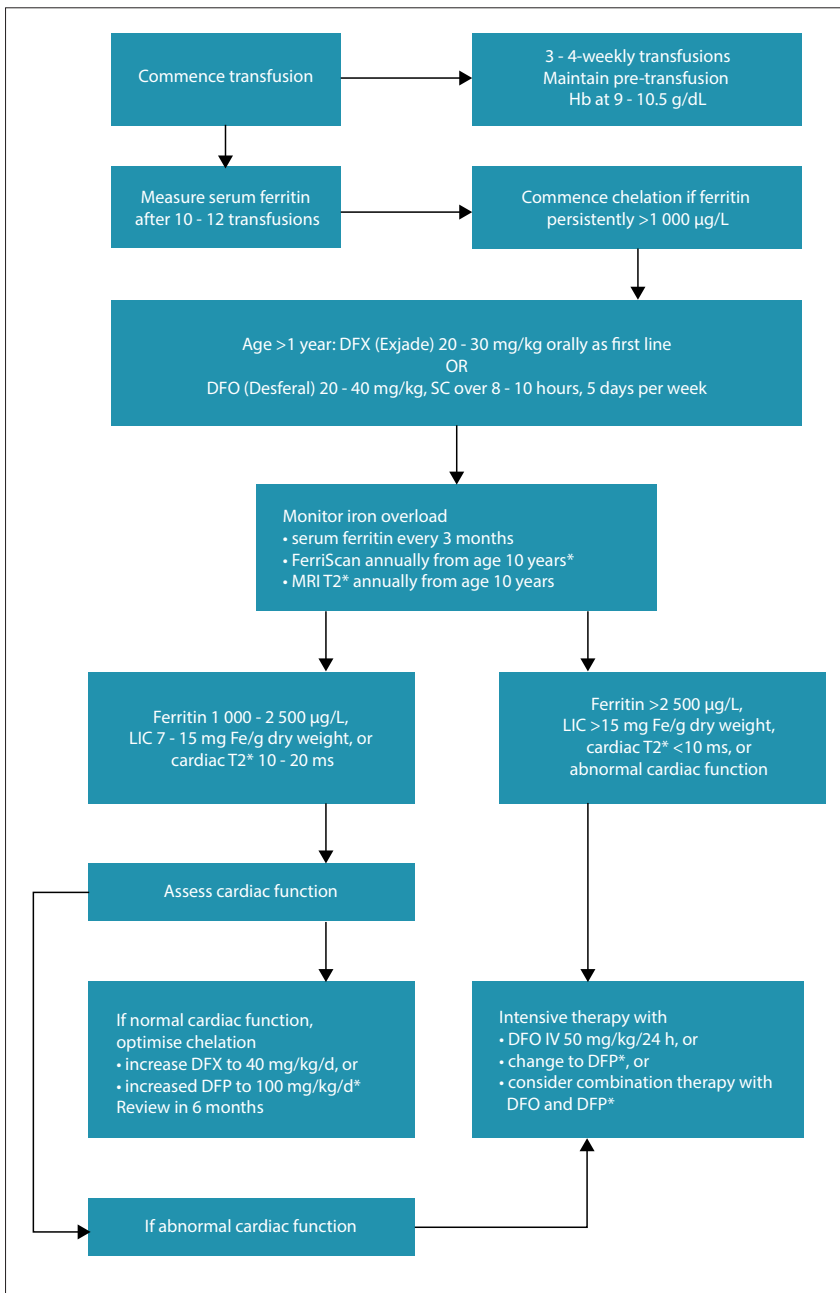 Commence transfusion
3 - 4-weekly transfusions
Maintain pre-transfusion
Hb at 9 - 10.5 g/dL
Measure serum ferritin
after 10 - 12 transfusions
Commence chelation if ferritin
persistently >1 000 µg/L
Age >1 year: DFX (Exjade) 20 - 30 mg/kg orally as first line
OR
DFO (Desferal) 20 - 40 mg/kg, SC over 8 - 10 hours, 5 days per week
Monitor iron overload
• serum ferritin every 3 months
• FerriScan annually from age 10 years*
• MRI T2* annually from age 10 years
Ferritin 1 000 - 2 500 µg/L,
LIC 7 - 15 mg Fe/g dry weight, or
cardiac T2* 10 - 20 ms
Ferritin >2 500 µg/L,
LIC >15 mg Fe/g dry weight,
cardiac T2* <10 ms, or
abnormal cardiac function
Assess cardiac function
If normal cardiac function,
optimise chelation
• increase DFX to 40 mg/kg/d, or
• increased DFP to 100 mg/kg/d*
Review in 6 months
Intensive therapy with
• DFO IV 50 mg/kg/24 h, or
• change to DFP*, or
• consider combination therapy with
DFO and DFP*
If abnormal cardiac function